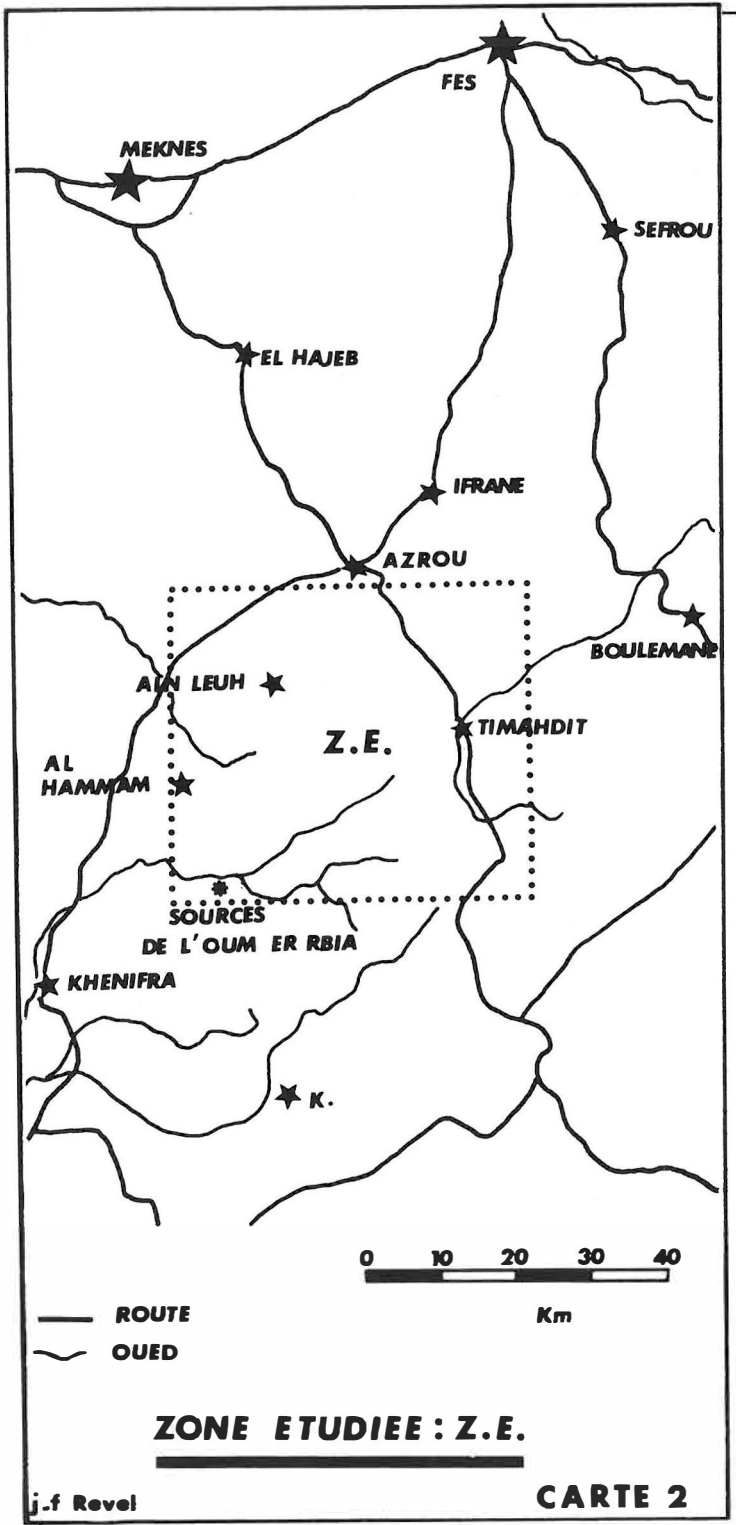 FES
MEKNES
SEFROU
EL HAJEB
IFRANE
AZROU
BOULEMANE
AIN LEUH
TIMAHDIT
Z.E.
AL
HAMMAM
SOURCES
DE L'OUM ER RBIA
KHENIFRA
K.
0 10 20 30 40
Km
ROUTE
OUED
ZONE ETUDIEE : Z.E.
j.f Revel
CARTE 2